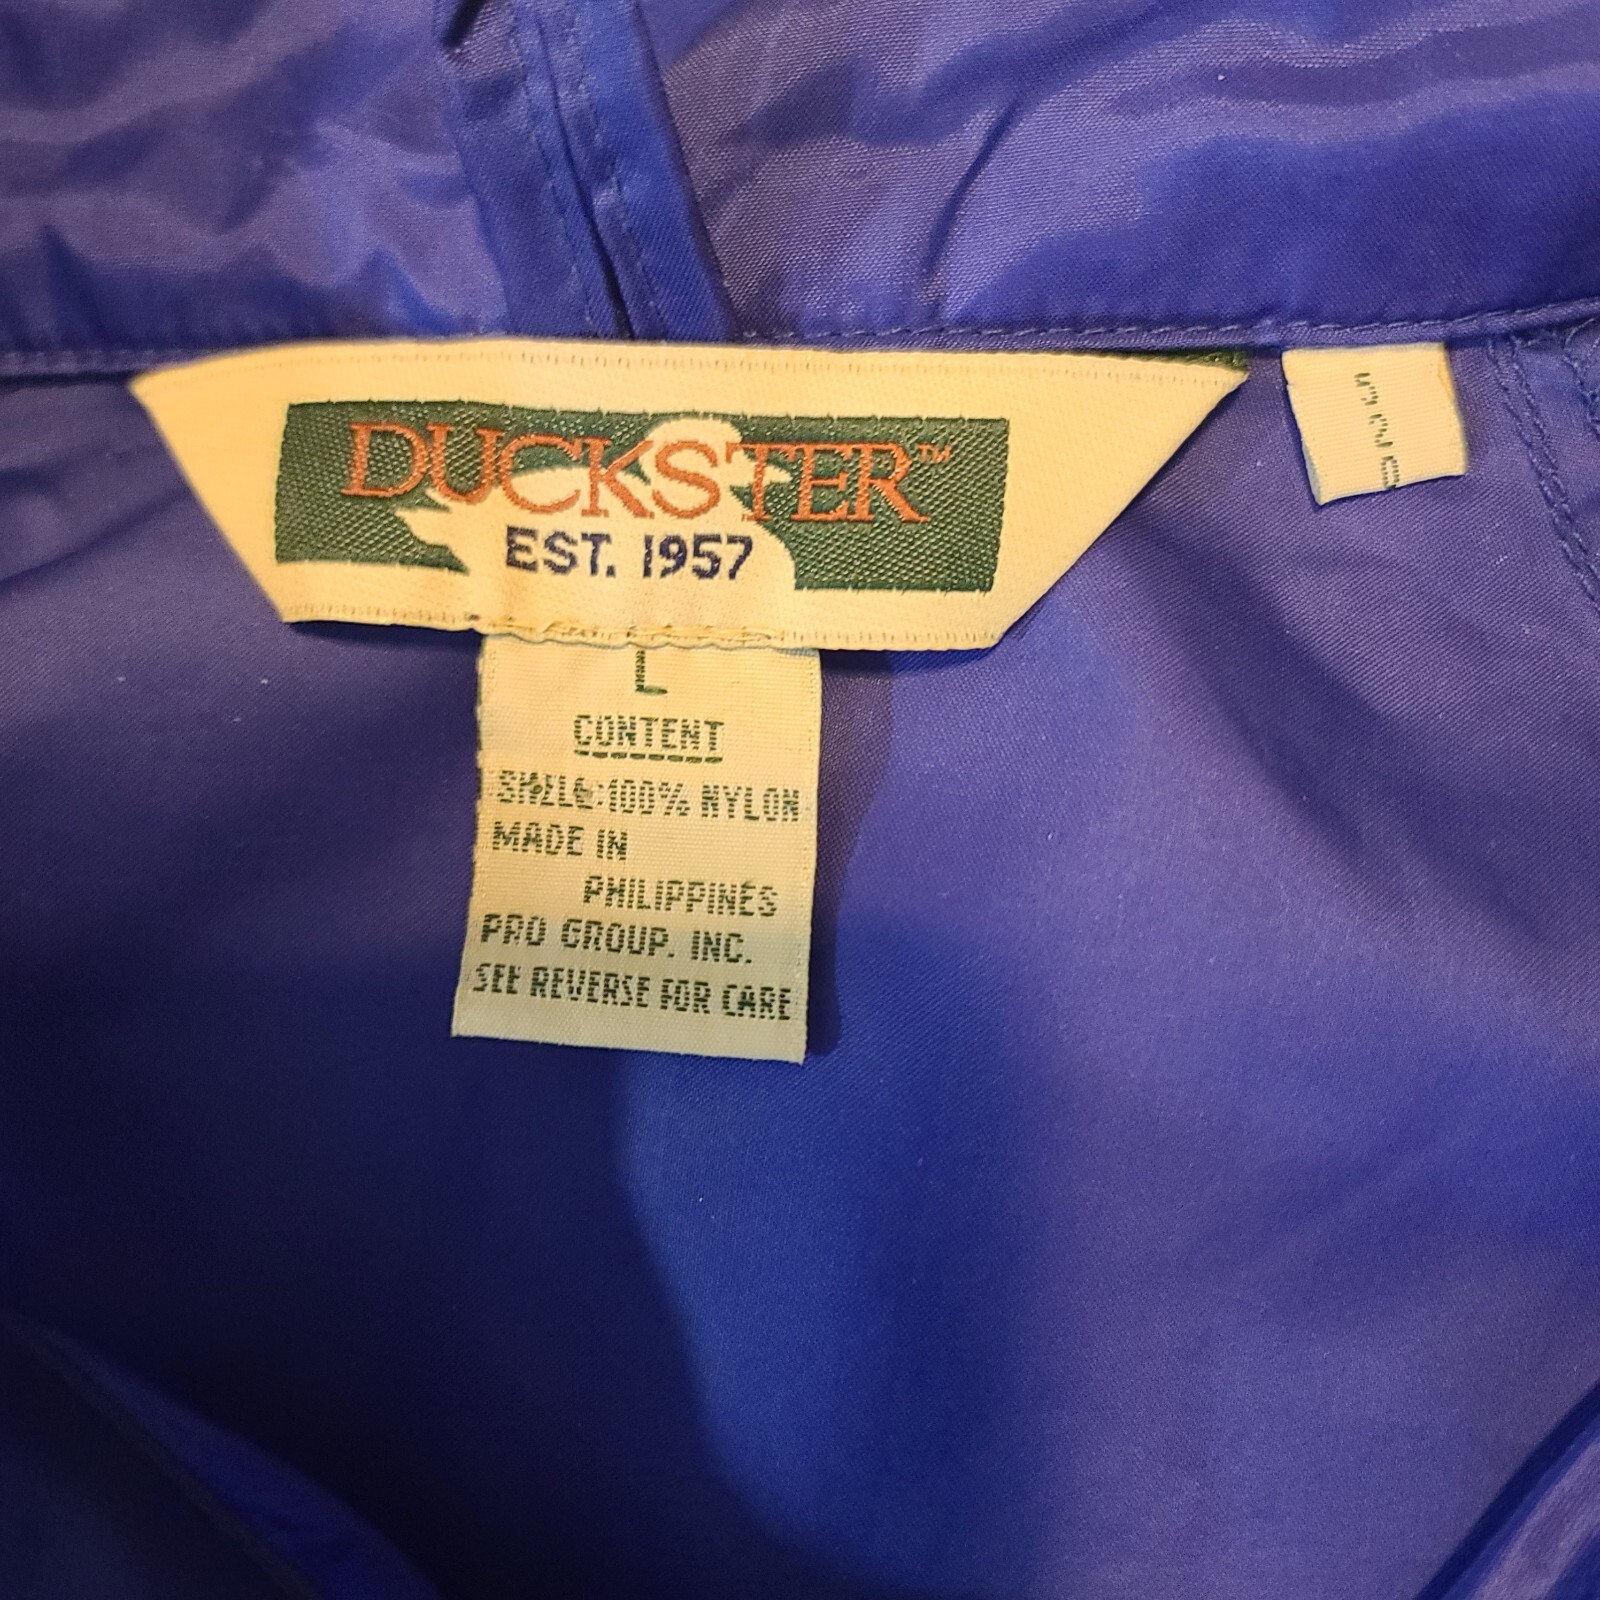 DUCKSTER™
EST. 1957
L
CONTENT
SHELL:100% NYLON
MADE IN
PHILIPPINES
PRO GROUP. INC.
SEE REVERSE FOR CARE